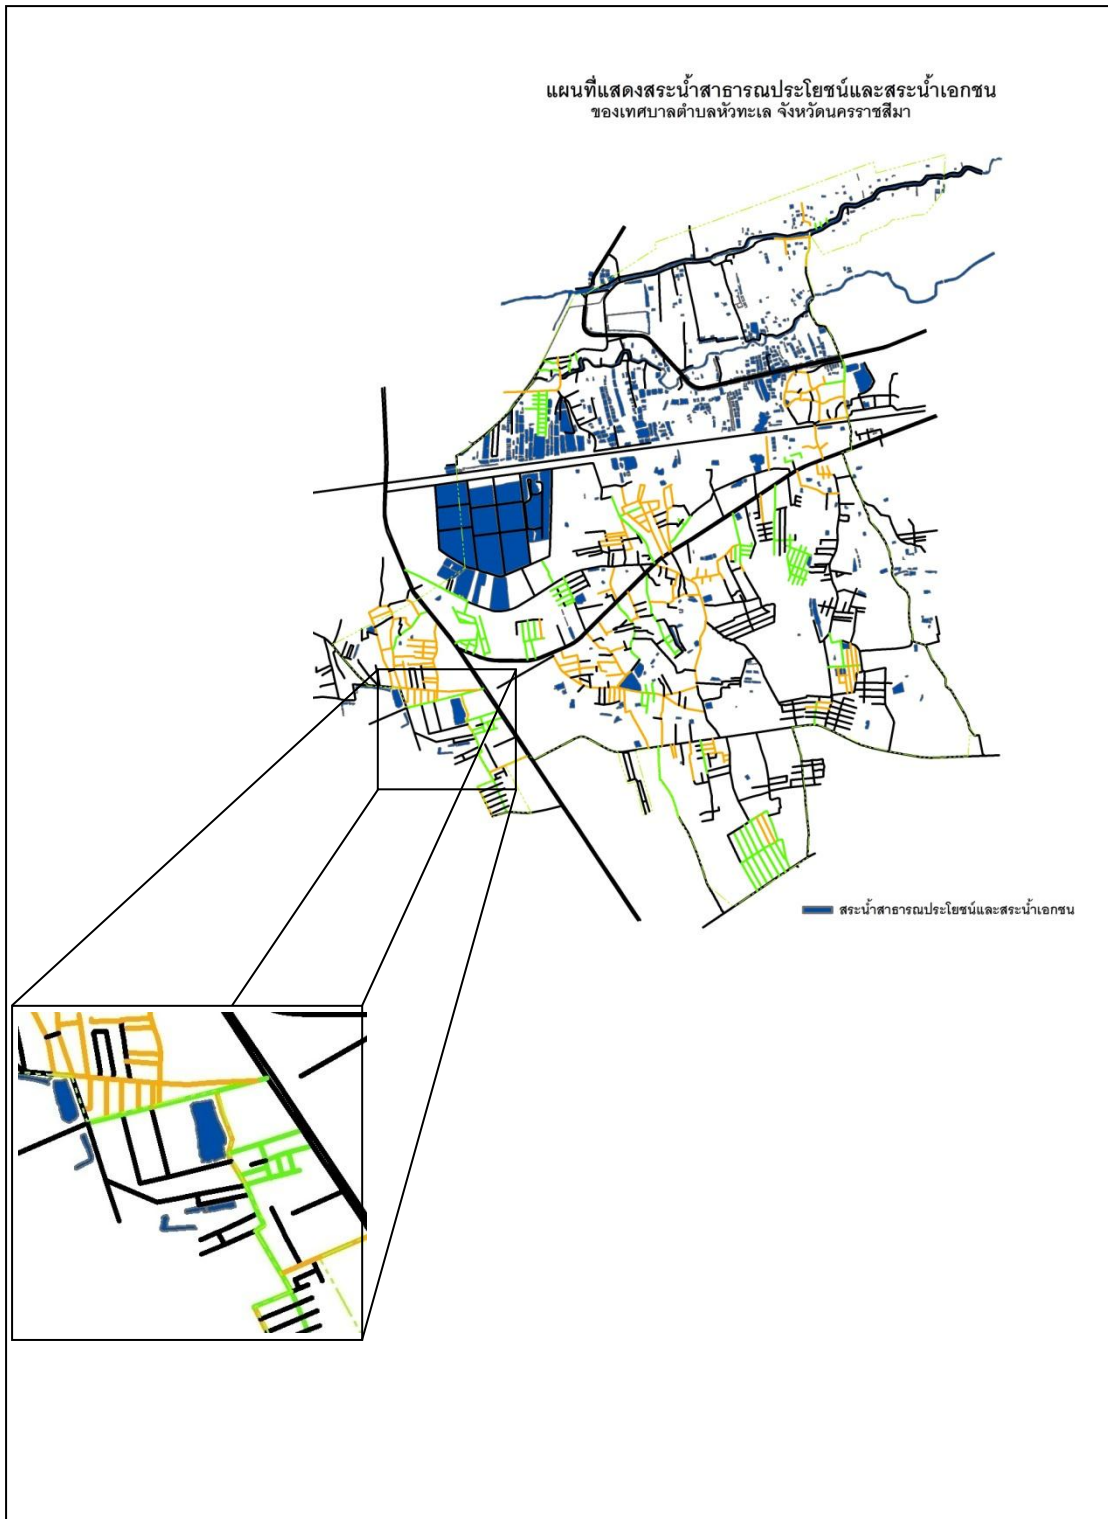 แผนที่แสดงสระน้ำสาธารณประโยชน์และสระน้ำเอกชน
ของเทศบาลตำบลหัวทะเล จังหวัดนครราชสีมา
สระน้ำสาธารณประโยชน์และสระน้ำเอกชน